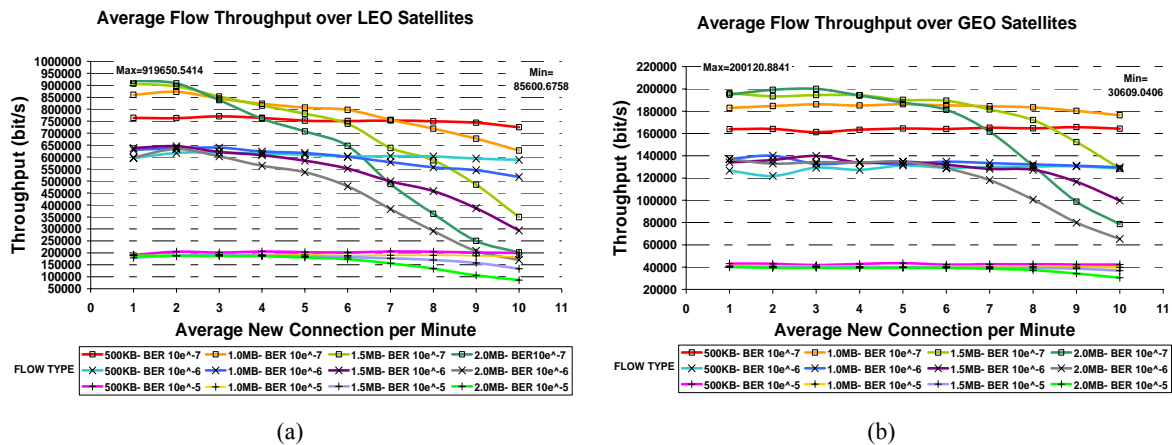 Average Flow Throughput over LEO Satellites
Throughput (bit/s)
1000000
950000
900000
850000
800000
750000
700000
650000
600000
550000
500000
450000
400000
350000
300000
250000
200000
150000
100000
50000
Max=919650.5414
Min=
85600.6758
0 1 2 3 4 5 6 7 8 9 10 11
Average New Connection per Minute
FLOW TYPE
500KB- BER 10e^-7 1.0MB- BER 10e^-7 1.5MB- BER 10e^-7 2.0MB- BER10e^-7
500KB- BER 10e^-6 1.0MB- BER 10e^-6 1.5MB- BER 10e^-6 2.0MB- BER 10e^-6
500KB- BER 10e^-5 1.0MB- BER 10e^-5 1.5MB- BER 10e^-5 2.0MB- BER 10e^-5
(a)
Average Flow Throughput over GEO Satellites
Throughput (bit/s)
220000
200000
180000
160000
140000
120000
100000
80000
60000
40000
20000
Max=200120.8841
Min=
30609.0406
0 1 2 3 4 5 6 7 8 9 10 11
Average New Connection per Minute
FLOW TYPE
500KB- BER 10e^-7 1.0MB- BER 10e^-7 1.5MB- BER 10e^-7 2.0MB- BER 10e^-7
500KB- BER 10e^-6 1.0MB- BER 10e^-6 1.5MB- BER 10e^-6 2.0MB- BER 10e^-6
500KB- BER 10e^-5 1.0MB- BER 10e^-5 1.5MB- BER 10e^-5 2.0MB- BER 10e^-5
(b)